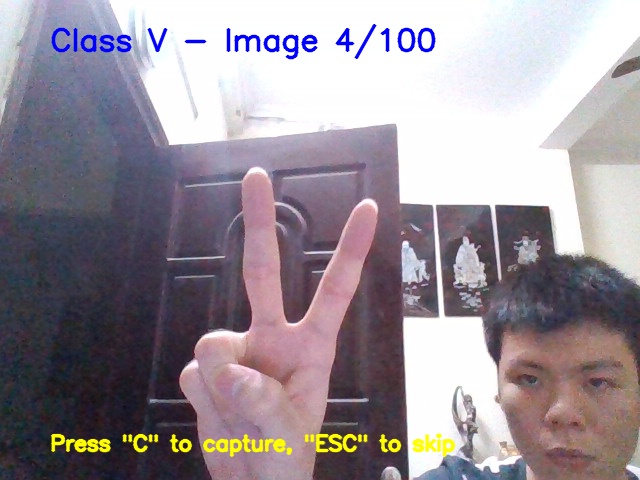 Class V - Image 4/100
Press "C" to capture, "ESC" to skip